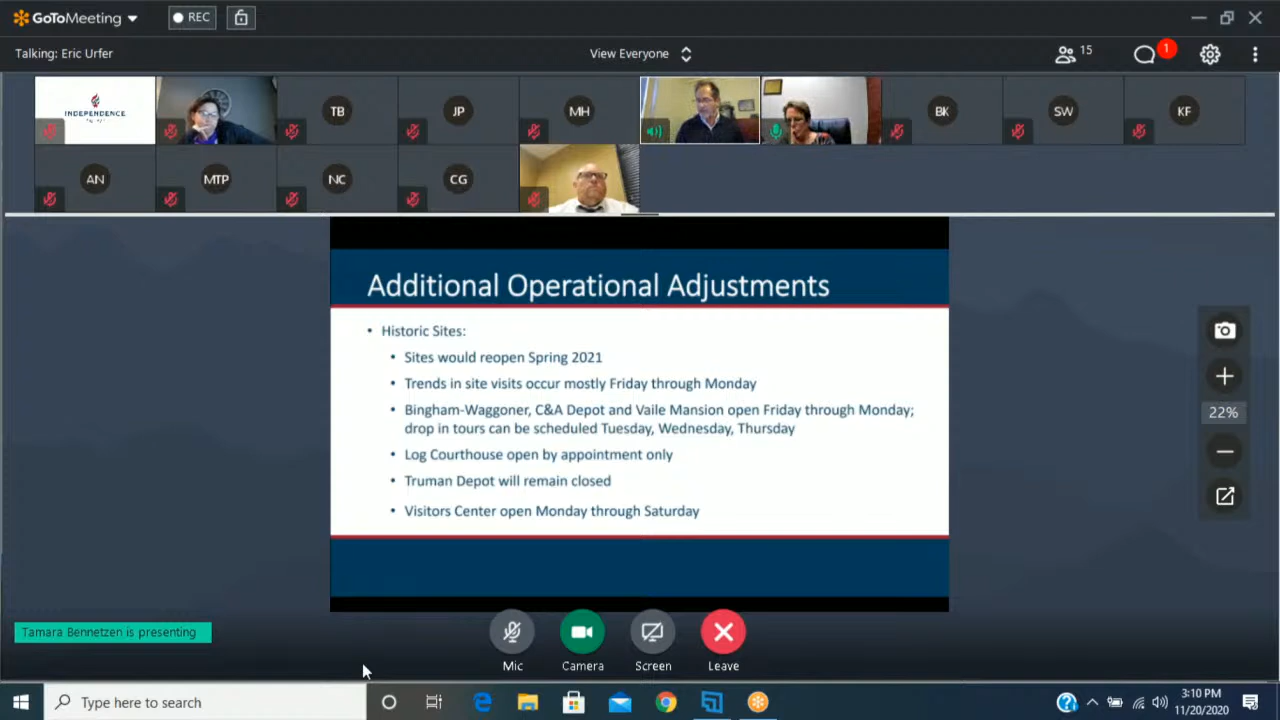 GoToMeeting
REC
Talking: Eric Urfer
View Everyone
15
1
INDEPENDENCE
TB
JP
MH
BK
SW
KF
AN
MTP
NC
CG
Additional Operational Adjustments
• Historic Sites:
• Sites would reopen Spring 2021
• Trends in site visits occur mostly Friday through Monday
• Bingham-Waggoner, C&A Depot and Vaile Mansion open Friday through Monday;
drop in tours can be scheduled Tuesday, Wednesday, Thursday
• Log Courthouse open by appointment only
• Truman Depot will remain closed
• Visitors Center open Monday through Saturday
22%
Tamara Bennetzen is presenting
Mic
Camera
Screen
Leave
Type here to search
3:10 PM
11/20/2020